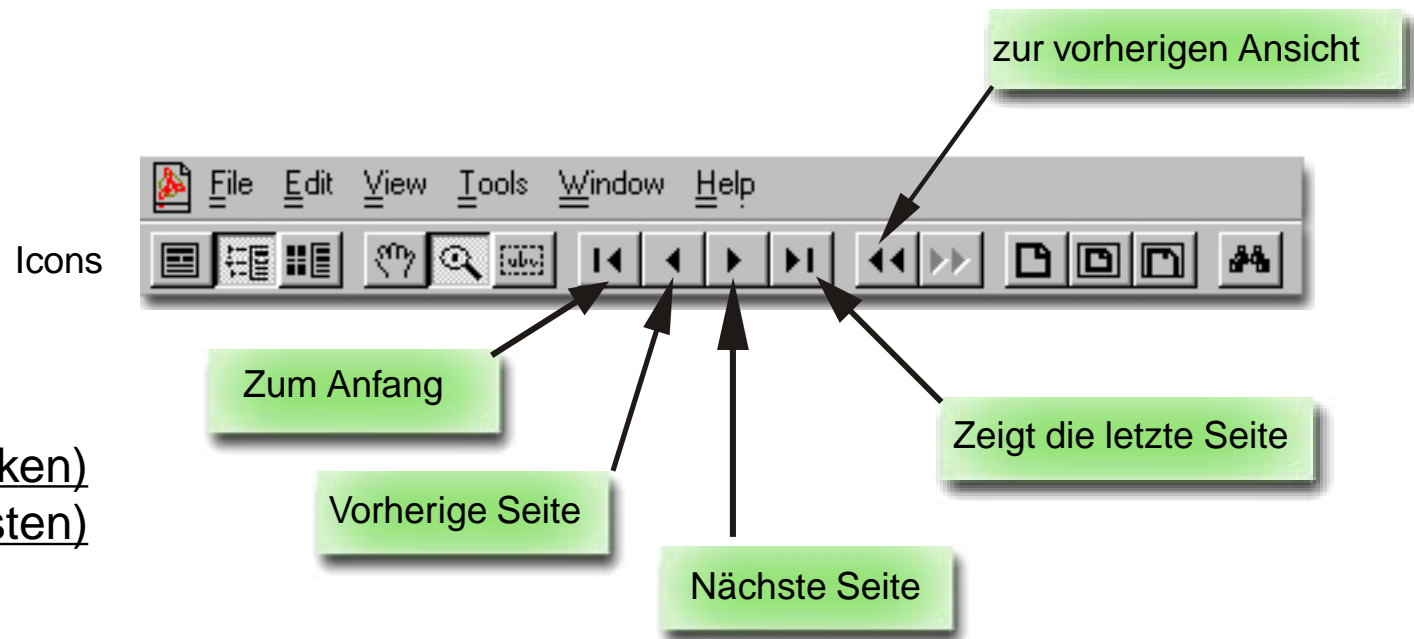 zur vorherigen Ansicht
File Edit View Tools Window Help
Icons
abc
Zum Anfang
Zeigt die letzte Seite
ken)
Vorherige Seite
sten)
Nächste Seite